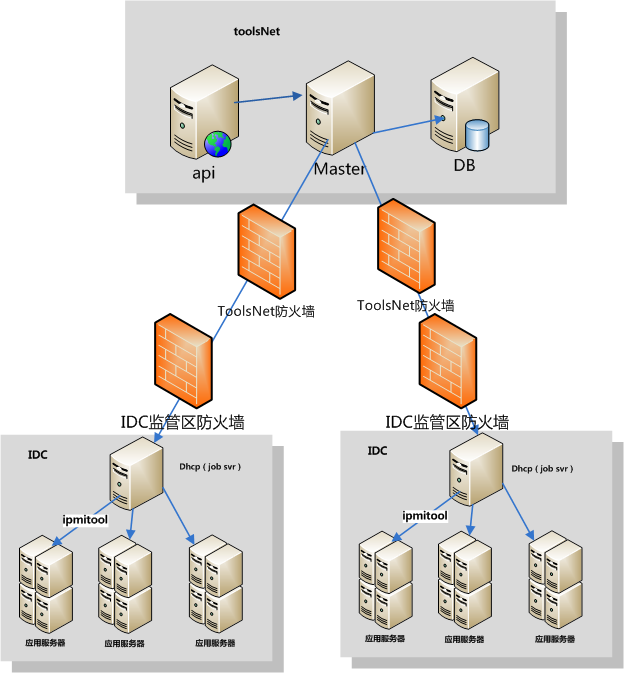 toolsNet
api
Master
DB
ToolsNet防火墙
ToolsNet防火墙
IDC监管区防火墙
IDC监管区防火墙
IDC
Dhcp ( job svr )
ipmitool
应用服务器
应用服务器
应用服务器
IDC
Dhcp ( job svr )
ipmitool
应用服务器
应用服务器
应用服务器